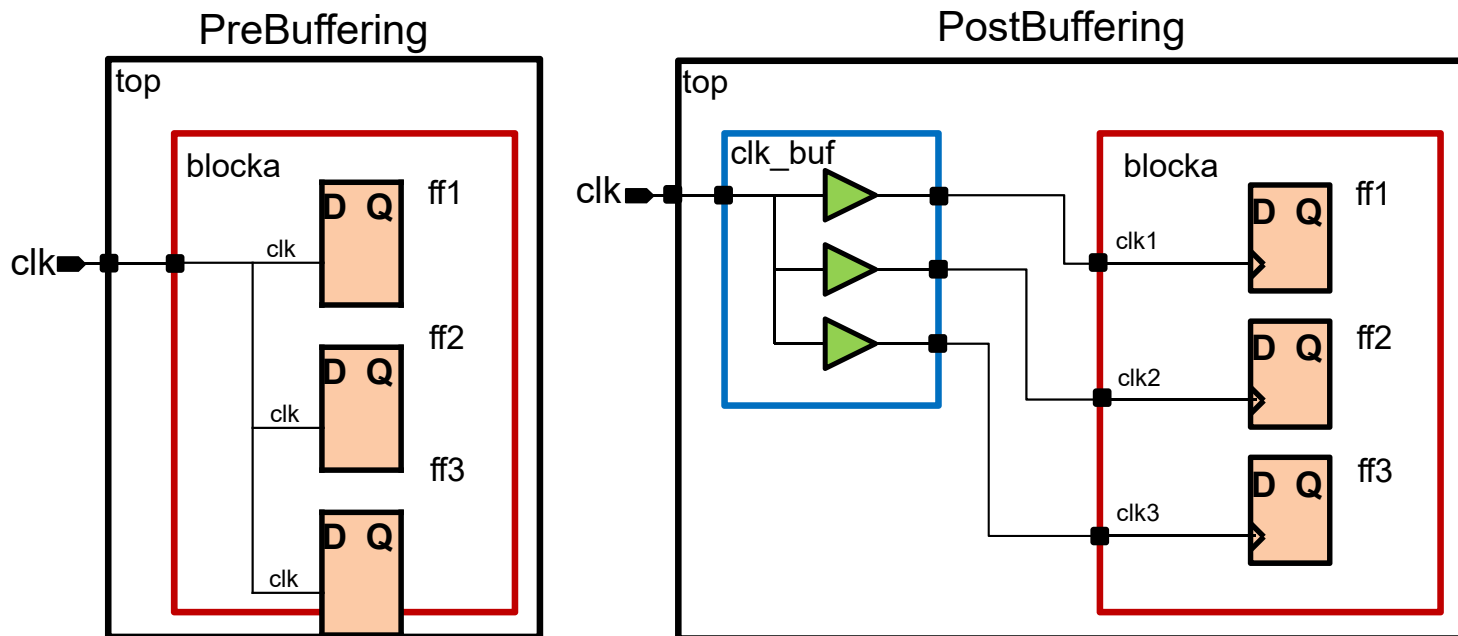 PreBuffering
top
blocka
clk
clk
D Q
ff1
clk
D Q
ff2
clk
D Q
ff3
PostBuffering
top
clk_buf
clk
blocka
clk1
D Q
ff1
clk2
D Q
ff2
clk3
D Q
ff3